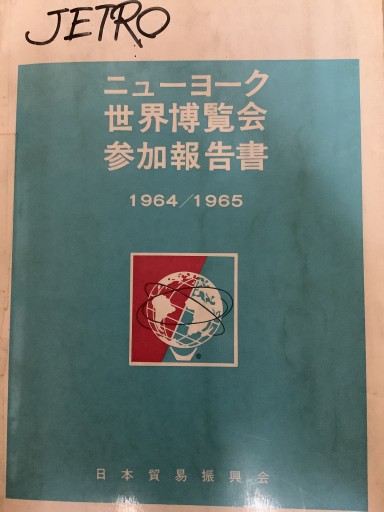 JETRO
ニューヨーク
世界博覧会
参加報告書
1964/1965
®
日本貿易振興会